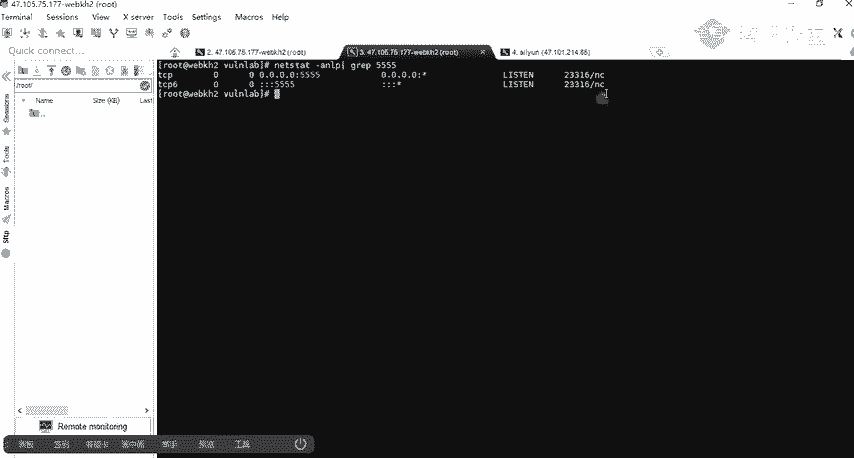 47.105.75.177-webkh2 (root)
Terminal Sessions View X server Tools Settings Macros Help
Quick connect...
2. 47.105.75.177-webkh2 (root)
3. 47.105.75.177-webkh2 (root)
4. aliyun (47.101.214.85)
/root/
Name Size (KB) Last
..
Sessions
Tools
Macros
Sftp
[root@webkh2 vulnlab]# netstat -anlp| grep 5555
tcp 0 0 0.0.0.0:5555 0.0.0.0:* LISTEN 23316/nc
tcp6 0 0 :::5555 :::* LISTEN 23316/nc
[root@webkh2 vulnlab]#
Remote monitoring
工具